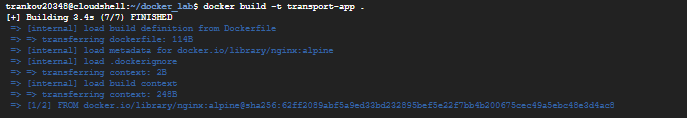 trankov20348@cloudshell:~/docker_lab$ docker build -t transport-app .
[+] Building 3.4s (7/7) FINISHED
=> [internal] load build definition from Dockerfile
=> => transferring dockerfile: 114B
=> [internal] load metadata for docker.io/library/nginx:alpine
=> [internal] load .dockerignore
=> => transferring context: 2B
=> [internal] load build context
=> => transferring context: 248B
=> [1/2] FROM docker.io/library/nginx:alpine@sha256:62ff2089abf5a9ed33bd232895bef5e22f7bb4b200675cec49a5ebc48e3d4ac8